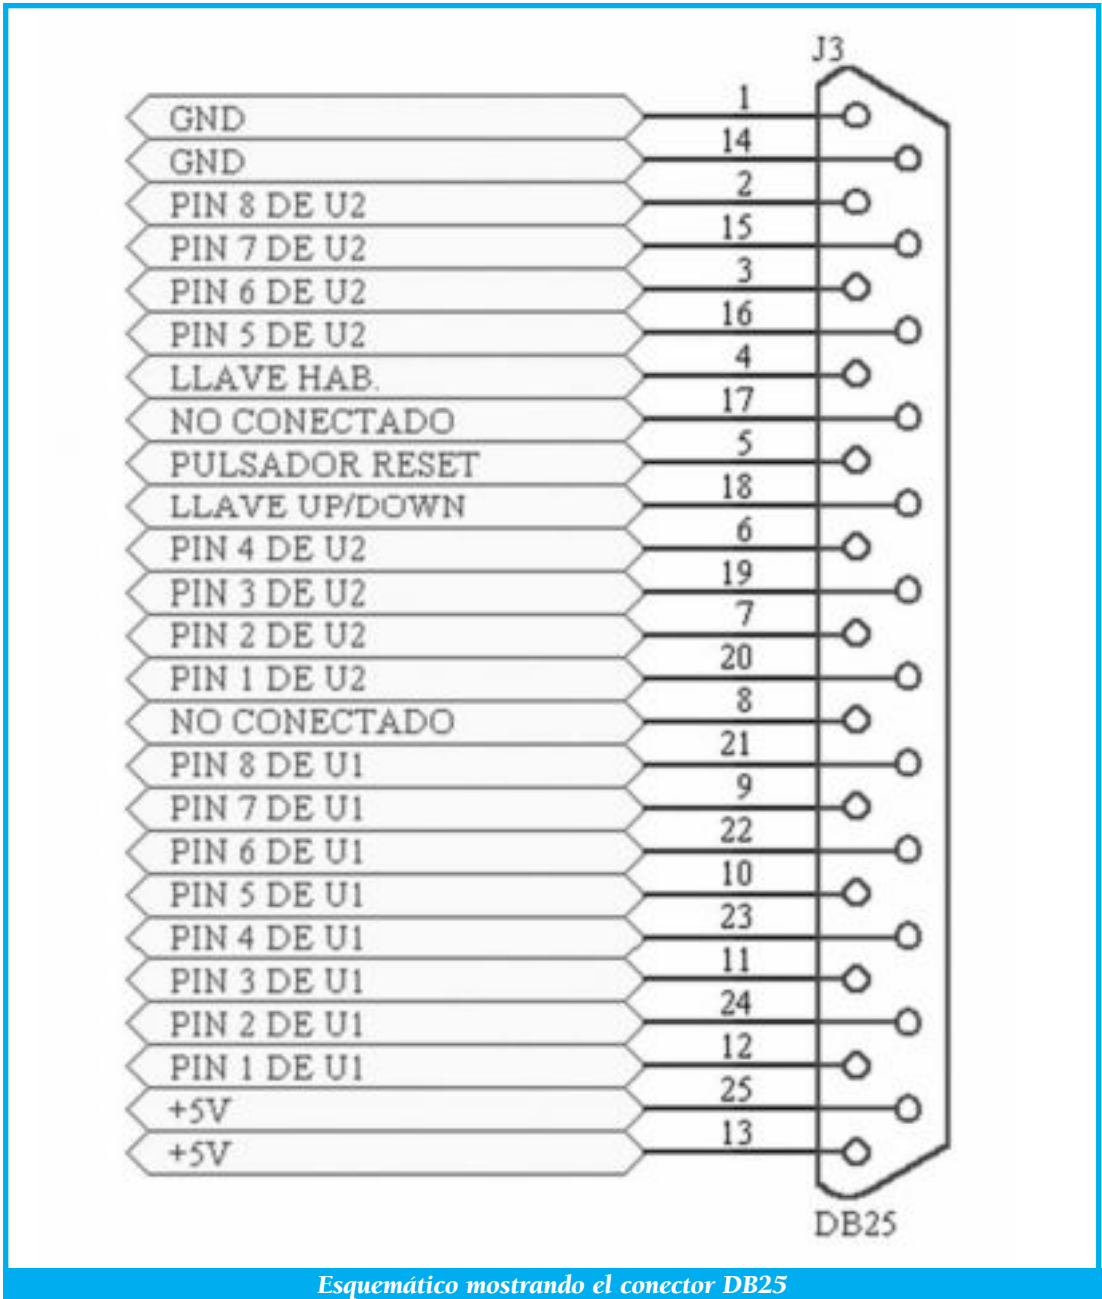 J3
GND 1
GND 14
PIN 8 DE U2 2
PIN 7 DE U2 15
PIN 6 DE U2 3
PIN 5 DE U2 16
LLAVE HAB. 4
NO CONECTADO 17
PULSADOR RESET 5
LLAVE UP/DOWN 18
PIN 4 DE U2 6
PIN 3 DE U2 19
PIN 2 DE U2 7
PIN 1 DE U2 20
NO CONECTADO 8
PIN 8 DE U1 21
PIN 7 DE U1 9
PIN 6 DE U1 22
PIN 5 DE U1 10
PIN 4 DE U1 23
PIN 3 DE U1 11
PIN 2 DE U1 24
PIN 1 DE U1 12
+5V 25
+5V 13
DB25
Esquemático mostrando el conector DB25